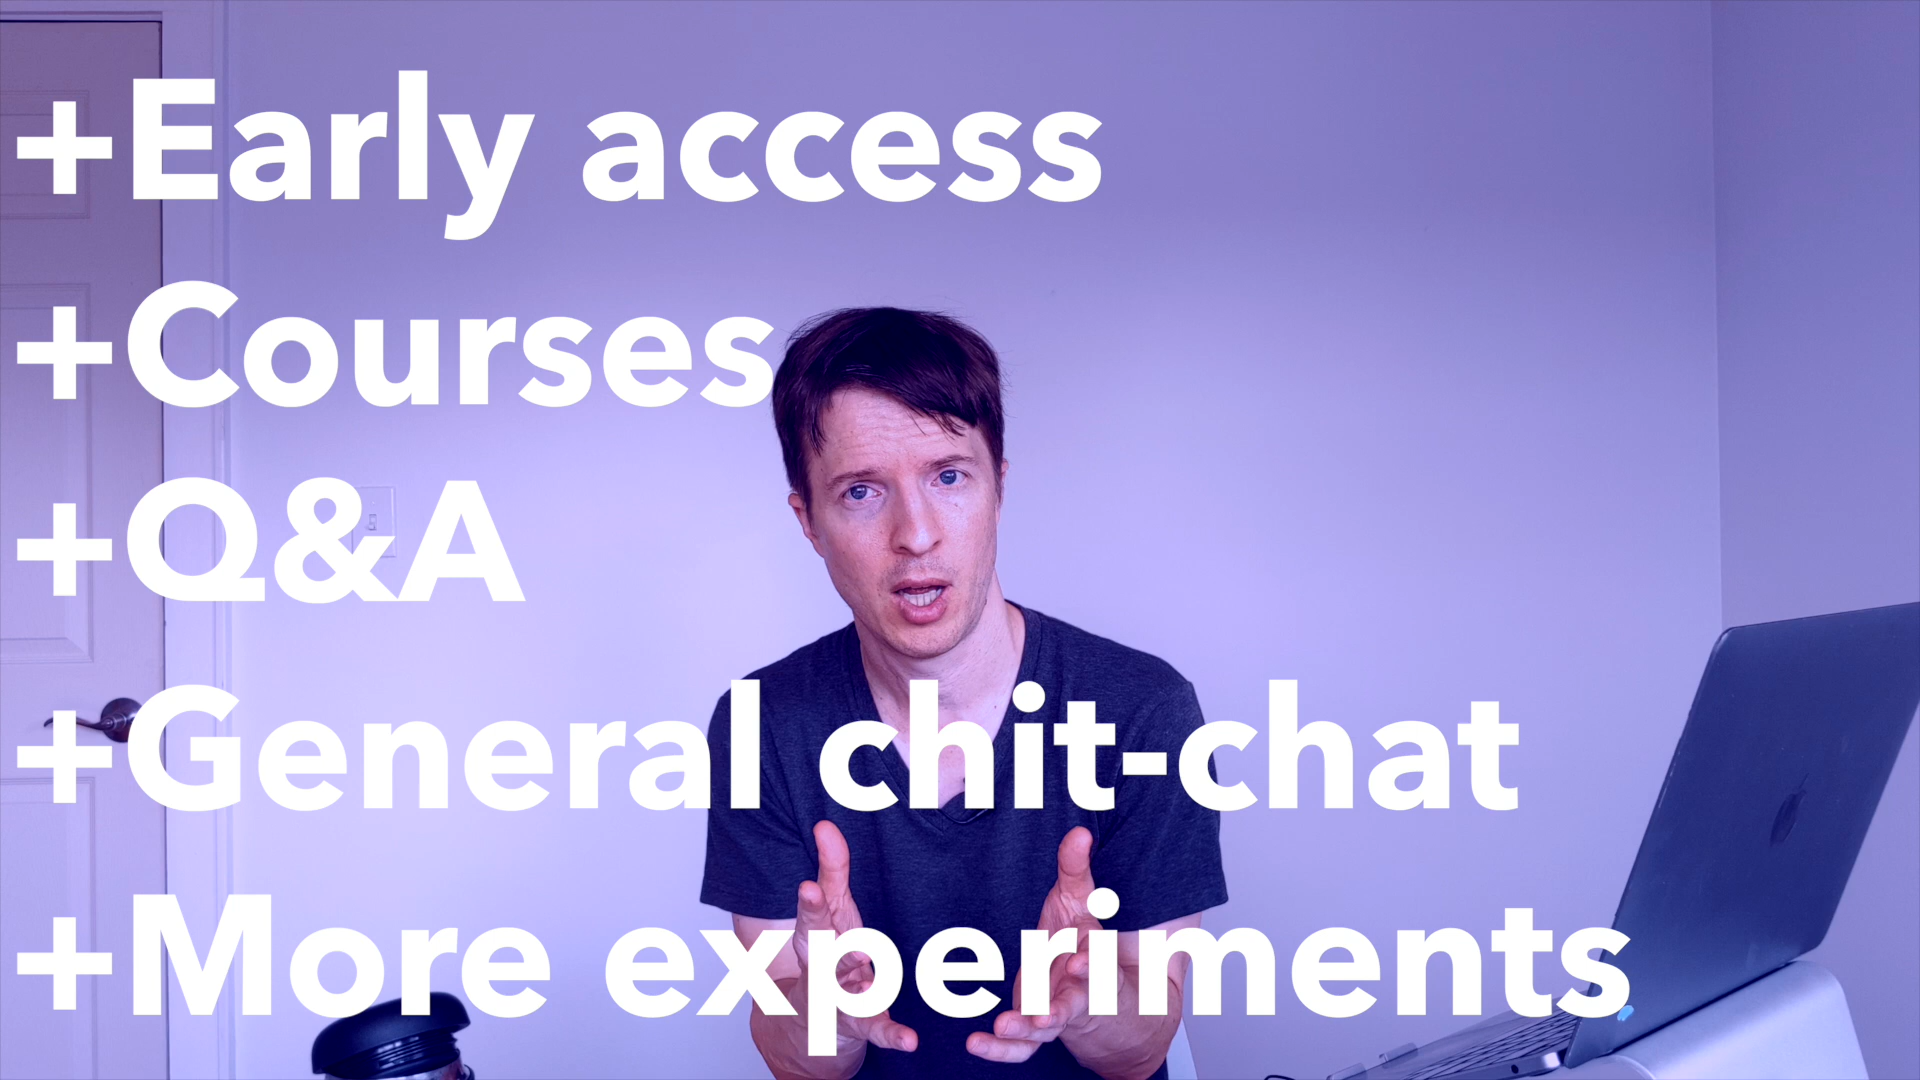 +Early access
+Courses
+Q&A
+General chit-chat
+More experiments